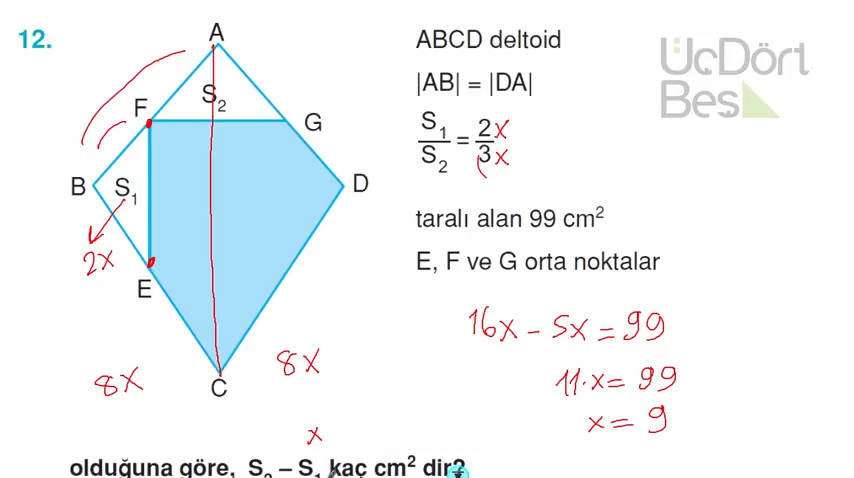 12.
A
S₂
F
G
B
S₁
D
2x
E
8x
8x
C
ABCD deltoid
|AB| = |DA|
S₁/S₂ = 2x/3x
taralı alan 99 cm²
E, F ve G orta noktalar
16x - 5x = 99
11·x = 99
x = 9
x
olduğuna göre, S₂ – S₁ kaç cm² dir?
ÜçDört
Beş